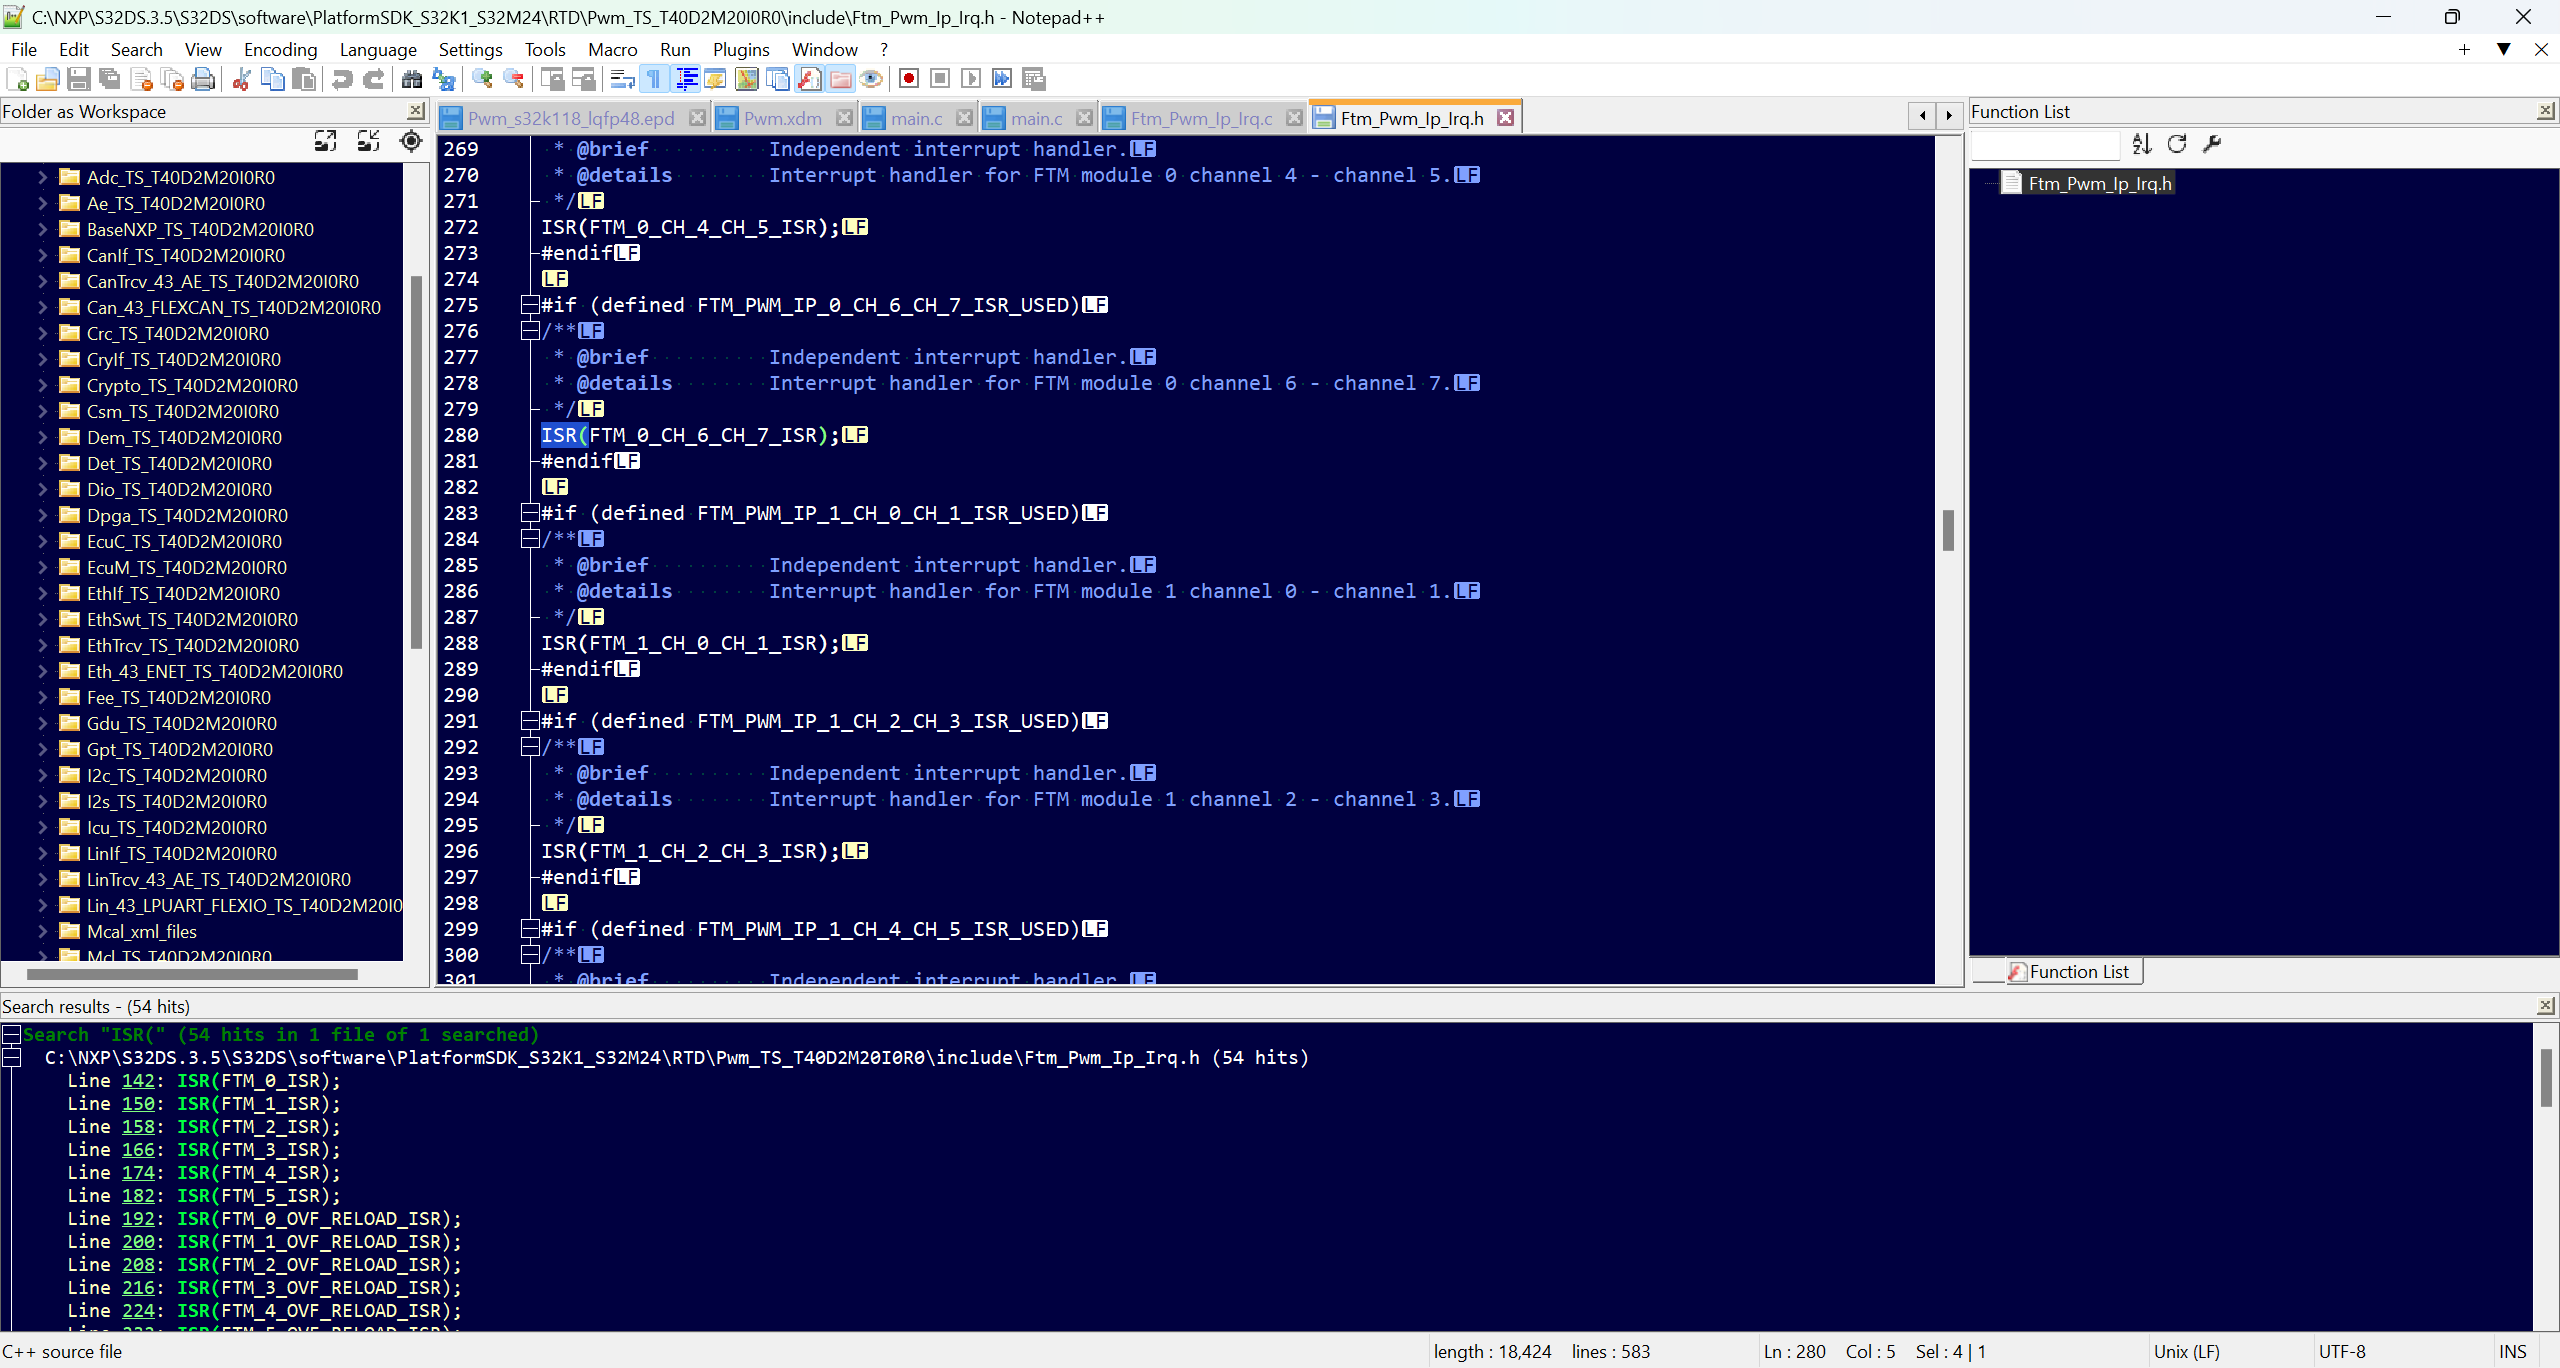 C:\NXP\S32DS.3.5\S32DS\software\PlatformSDK_S32K1_S32M24\RTD\Pwm_TS_T40D2M20I0R0\include\Ftm_Pwm_Ip_Irq.h - Notepad++
File Edit Search View Encoding Language Settings Tools Macro Run Plugins Window ?
Folder as Workspace
Adc_TS_T40D2M20I0R0
Ae_TS_T40D2M20I0R0
BaseNXP_TS_T40D2M20I0R0
CanIf_TS_T40D2M20I0R0
CanTrcv_43_AE_TS_T40D2M20I0R0
Can_43_FLEXCAN_TS_T40D2M20I0R0
Crc_TS_T40D2M20I0R0
CryIf_TS_T40D2M20I0R0
Crypto_TS_T40D2M20I0R0
Csm_TS_T40D2M20I0R0
Dem_TS_T40D2M20I0R0
Det_TS_T40D2M20I0R0
Dio_TS_T40D2M20I0R0
Dpga_TS_T40D2M20I0R0
EcuC_TS_T40D2M20I0R0
EcuM_TS_T40D2M20I0R0
EthIf_TS_T40D2M20I0R0
EthSwt_TS_T40D2M20I0R0
EthTrcv_TS_T40D2M20I0R0
Eth_43_ENET_TS_T40D2M20I0R0
Fee_TS_T40D2M20I0R0
Gdu_TS_T40D2M20I0R0
Gpt_TS_T40D2M20I0R0
I2c_TS_T40D2M20I0R0
I2s_TS_T40D2M20I0R0
Icu_TS_T40D2M20I0R0
LinIf_TS_T40D2M20I0R0
LinTrcv_43_AE_TS_T40D2M20I0R0
Lin_43_LPUART_FLEXIO_TS_T40D2M20I0
Mcal_xml_files
Mcl_TS_T40D2M20I0R0
Pwm_s32k118_lqfp48.epd Pwm.xdm main.c main.c Ftm_Pwm_Ip_Irq.c Ftm_Pwm_Ip_Irq.h
269 * @brief Independent interrupt handler.LF
270 * @details Interrupt handler for FTM module 0 channel 4 - channel 5.LF
271 */LF
272 ISR(FTM_0_CH_4_CH_5_ISR);LF
273 #endifLF
274 LF
275 #if (defined FTM_PWM_IP_0_CH_6_CH_7_ISR_USED)LF
276 /**LF
277 * @brief Independent interrupt handler.LF
278 * @details Interrupt handler for FTM module 0 channel 6 - channel 7.LF
279 */LF
280 ISR(FTM_0_CH_6_CH_7_ISR);LF
281 #endifLF
282 LF
283 #if (defined FTM_PWM_IP_1_CH_0_CH_1_ISR_USED)LF
284 /**LF
285 * @brief Independent interrupt handler.LF
286 * @details Interrupt handler for FTM module 1 channel 0 - channel 1.LF
287 */LF
288 ISR(FTM_1_CH_0_CH_1_ISR);LF
289 #endifLF
290 LF
291 #if (defined FTM_PWM_IP_1_CH_2_CH_3_ISR_USED)LF
292 /**LF
293 * @brief Independent interrupt handler.LF
294 * @details Interrupt handler for FTM module 1 channel 2 - channel 3.LF
295 */LF
296 ISR(FTM_1_CH_2_CH_3_ISR);LF
297 #endifLF
298 LF
299 #if (defined FTM_PWM_IP_1_CH_4_CH_5_ISR_USED)LF
300 /**LF
301 * @brief Independent interrupt handler.LF
Function List
Ftm_Pwm_Ip_Irq.h
Function List
Search results - (54 hits)
Search "ISR(" (54 hits in 1 file of 1 searched)
C:\NXP\S32DS.3.5\S32DS\software\PlatformSDK_S32K1_S32M24\RTD\Pwm_TS_T40D2M20I0R0\include\Ftm_Pwm_Ip_Irq.h (54 hits)
Line 142: ISR(FTM_0_ISR);
Line 150: ISR(FTM_1_ISR);
Line 158: ISR(FTM_2_ISR);
Line 166: ISR(FTM_3_ISR);
Line 174: ISR(FTM_4_ISR);
Line 182: ISR(FTM_5_ISR);
Line 192: ISR(FTM_0_OVF_RELOAD_ISR);
Line 200: ISR(FTM_1_OVF_RELOAD_ISR);
Line 208: ISR(FTM_2_OVF_RELOAD_ISR);
Line 216: ISR(FTM_3_OVF_RELOAD_ISR);
Line 224: ISR(FTM_4_OVF_RELOAD_ISR);
Line 232: ISR(FTM_5_OVF_RELOAD_ISR);
C++ source file length : 18,424 lines : 583 Ln : 280 Col : 5 Sel : 4 | 1 Unix (LF) UTF-8 INS